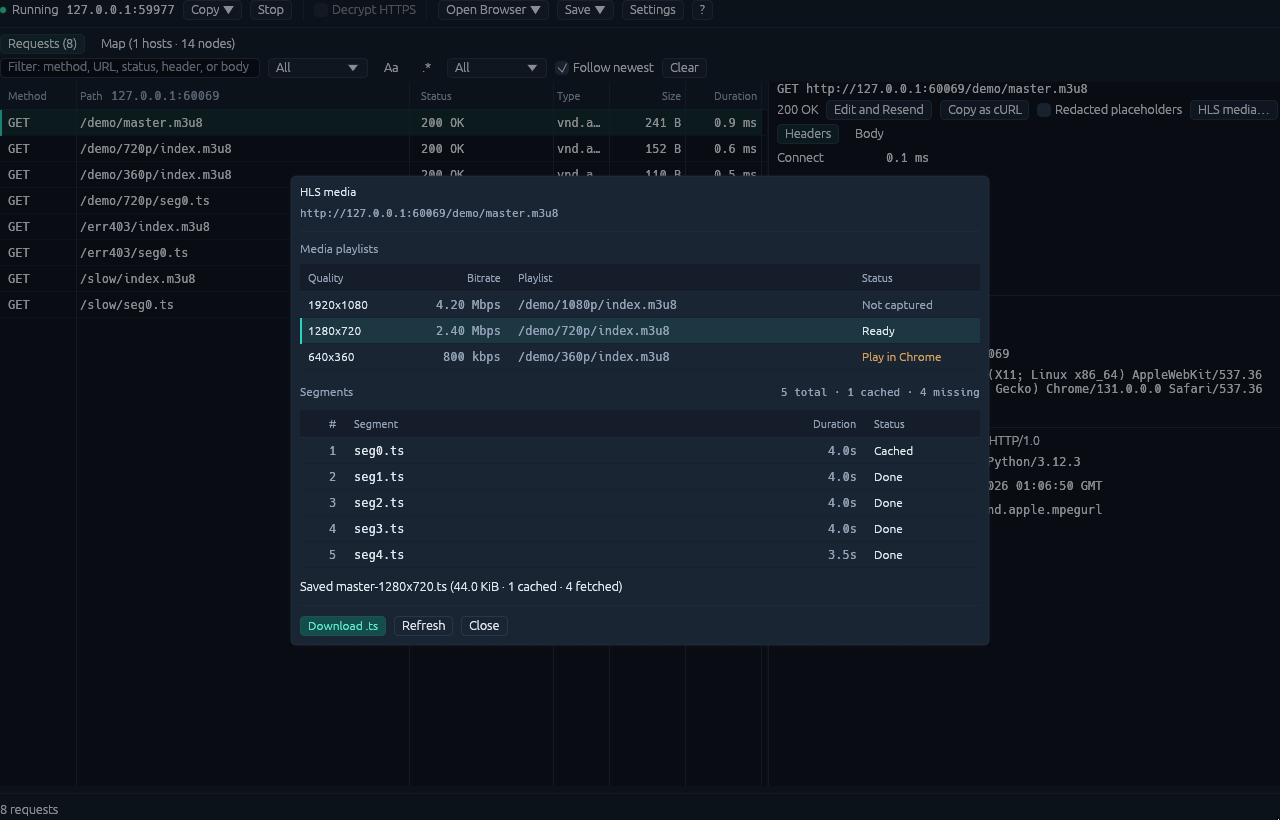 Running 127.0.0.1:59977 Copy ▼ Stop Decrypt HTTPS Open Browser ▼ Save ▼ Settings ?
Requests (8) Map (1 hosts · 14 nodes)
Filter: method, URL, status, header, or body All ▼ Aa .* All ▼ Follow newest Clear
Method Path 127.0.0.1:60069 Status Type Size Duration
GET /demo/master.m3u8 200 OK vnd.a… 241 B 0.9 ms
GET /demo/720p/index.m3u8 200 OK vnd.a… 152 B 0.6 ms
GET /demo/360p/index.m3u8 200 OK vnd.a… 110 B 0.5 ms
GET /demo/720p/seg0.ts
GET /err403/index.m3u8
GET /err403/seg0.ts
GET /slow/index.m3u8
GET /slow/seg0.ts
GET http://127.0.0.1:60069/demo/master.m3u8
200 OK Edit and Resend Copy as cURL Redacted placeholders HLS media…
Headers Body
Connect 0.1 ms
HLS media
http://127.0.0.1:60069/demo/master.m3u8
Media playlists
Quality Bitrate Playlist Status
1920x1080 4.20 Mbps /demo/1080p/index.m3u8 Not captured
1280x720 2.40 Mbps /demo/720p/index.m3u8 Ready
640x360 800 kbps /demo/360p/index.m3u8 Play in Chrome
Segments 5 total · 1 cached · 4 missing
# Segment Duration Status
1 seg0.ts 4.0s Cached
2 seg1.ts 4.0s Done
3 seg2.ts 4.0s Done
4 seg3.ts 4.0s Done
5 seg4.ts 3.5s Done
Saved master-1280x720.ts (44.0 KiB · 1 cached · 4 fetched)
Download .ts Refresh Close
069
(X11; Linux x86_64) AppleWebKit/537.36
Gecko) Chrome/131.0.0.0 Safari/537.36
HTTP/1.0
Python/3.12.3
026 01:06:50 GMT
nd.apple.mpegurl
8 requests